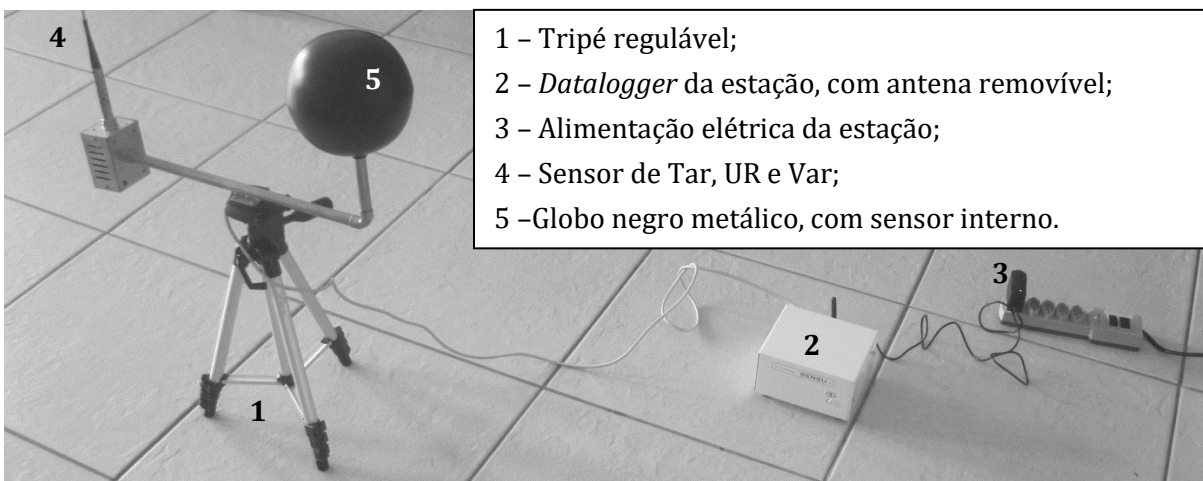 4
5
1 – Tripé regulável;
2 – Datalogger da estação, com antena removível;
3 – Alimentação elétrica da estação;
4 – Sensor de Tar, UR e Var;
5 –Globo negro metálico, com sensor interno.
3
2
SENSU
1